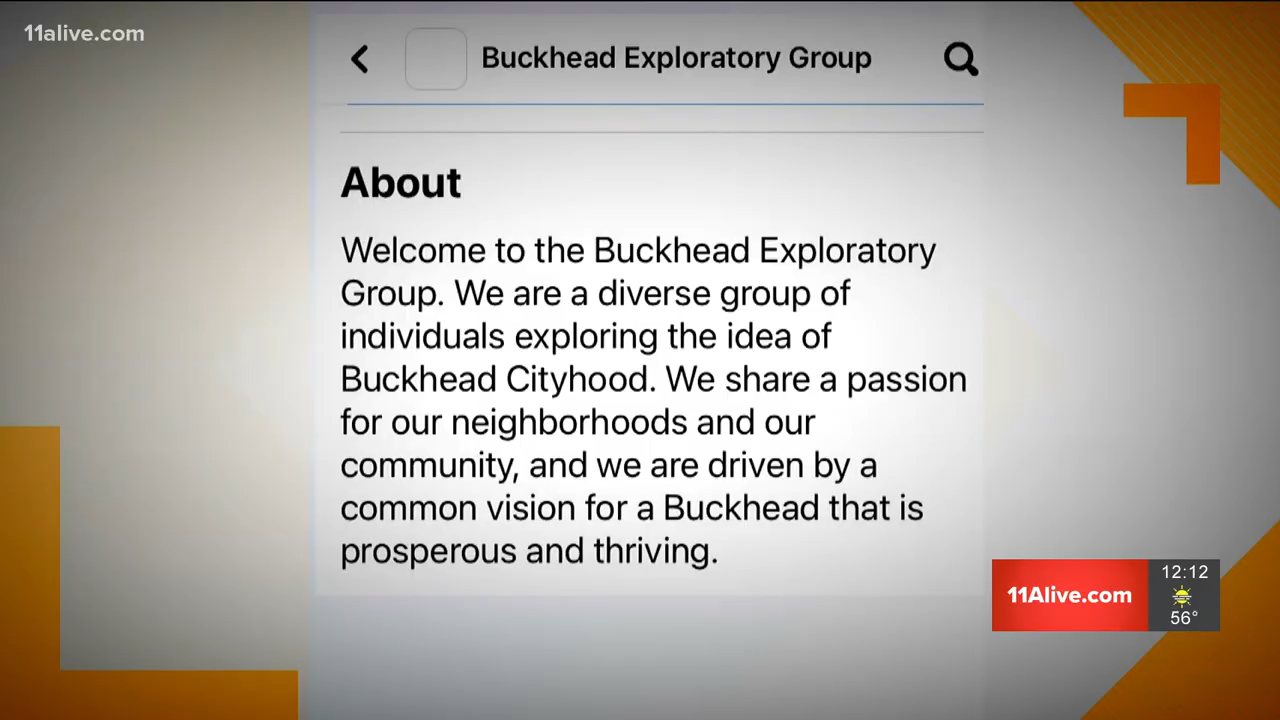 11alive.com
Buckhead Exploratory Group
About
Welcome to the Buckhead Exploratory
Group. We are a diverse group of
individuals exploring the idea of
Buckhead Cityhood. We share a passion
for our neighborhoods and our
community, and we are driven by a
common vision for a Buckhead that is
prosperous and thriving.
11Alive.com
12:12
56°